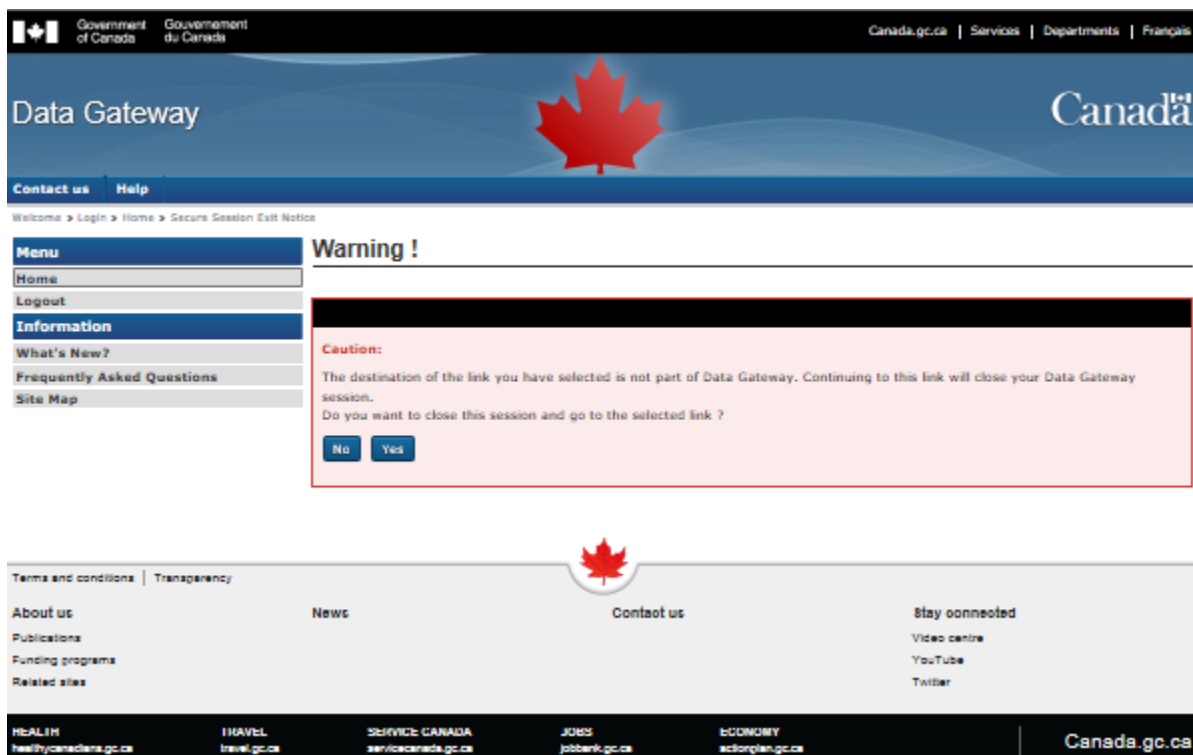 Government of Canada
Gouvernement du Canada
Canada.gc.ca | Services | Departments | Français
Data Gateway
Canada
Contact us Help
Welcome > Login > Home > Secure Session Exit Notice
Menu
Home
Logout
Information
What's New?
Frequently Asked Questions
Site Map
Warning !
Caution:
The destination of the link you have selected is not part of Data Gateway. Continuing to this link will close your Data Gateway
session.
Do you want to close this session and go to the selected link ?
No Yes
Terms and conditions | Transparency
About us
Publications
Funding programs
Related sites
News
Contact us
Stay connected
Video centre
YouTube
Twitter
HEALTH
healthycanadians.gc.ca
TRAVEL
travel.gc.ca
SERVICE CANADA
servicecanada.gc.ca
JOBS
jobbank.gc.ca
ECONOMY
actionplan.gc.ca
Canada.gc.ca